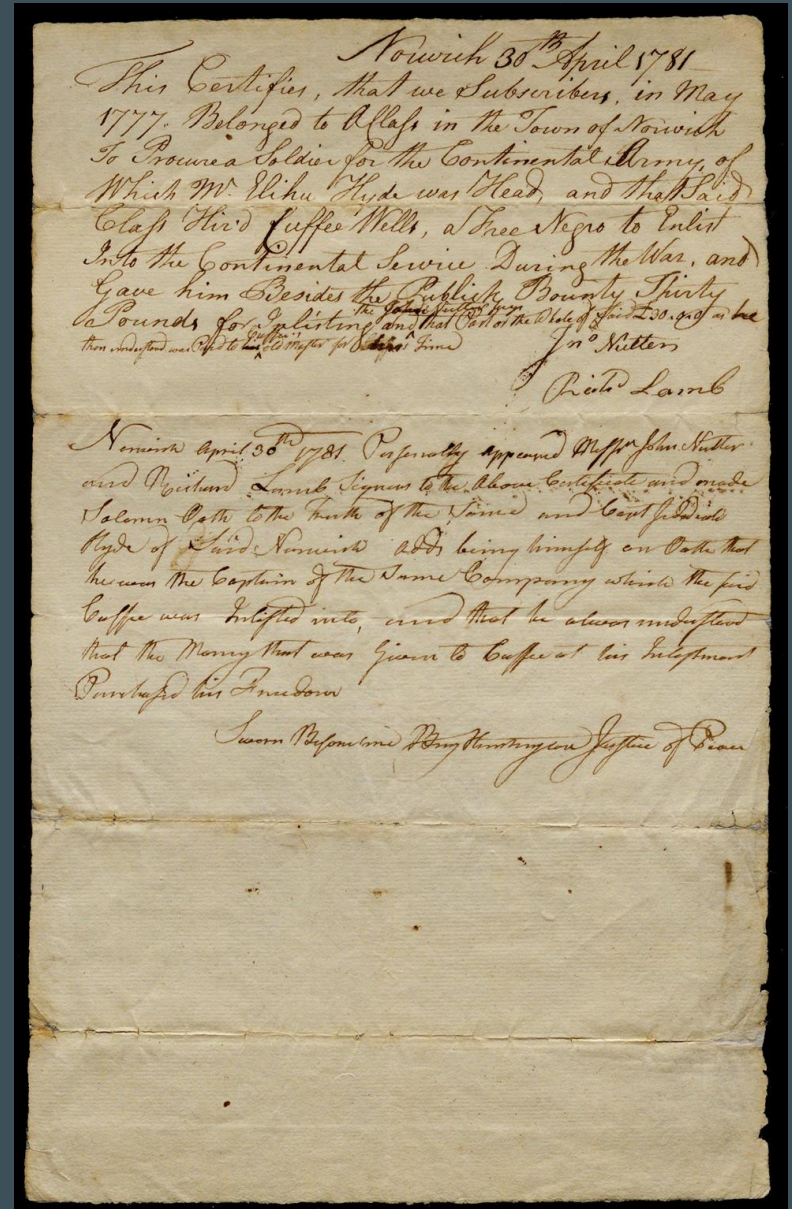 Norwich 30th April 1781
This Certifies, that we Subscribers, in May
1777. Belonged to a Class in the Town of Norwich
To Procure a Soldier for the Continental Army, of
Which Mr. Elihu Hyde was Head, and that Said
Class Hir'd Cuffee Wells, a Free Negro to Enlist
Into the Continental Service During the War, and
Gave him Besides the Publick Bounty Thirty
Pounds for Inlisting and that Part or the Whole of Said £30.0.0 as we
then understood was Paid to Cuffee's old Master for Time
Jno Nutter
Richd Lamb
Norwich April 30th 1781. Personally appeared Messrs John Nutter
and Richard Lamb Signers to the Above Certificate and made
Solemn Oath to the Truth of the Same and Capt Jedediah
Hyde of Said Norwich adds being himself on Oath that
he was the Captain of the Same Company which the said
Cuffee was Inlisted into, and that he always understood
that the Money that was Given to Cuffee at his Inlistment
Purchased his Freedom
Sworn Before me Benj Huntington Justice of Peace